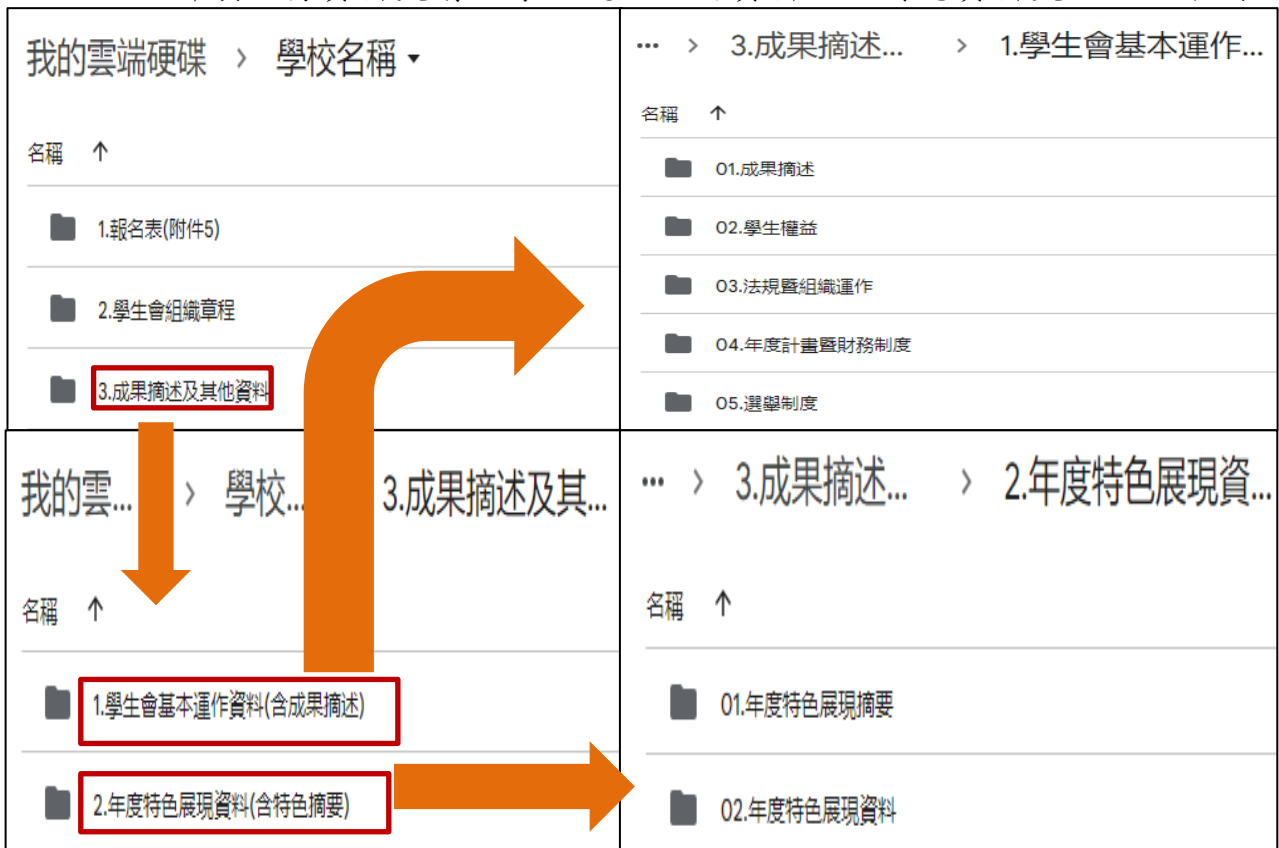 我的雲端硬碟 › 學校名稱
名稱 ↑
1.報名表(附件5)
2.學生會組織章程
3.成果摘述及其他資料
... › 3.成果摘述... › 1.學生會基本運作...
名稱 ↑
01.成果摘述
02.學生權益
03.法規暨組織運作
04.年度計畫暨財務制度
05.選舉制度
我的雲... › 學校... 3.成果摘述及其...
名稱 ↑
1.學生會基本運作資料(含成果摘述)
2.年度特色展現資料(含特色摘要)
... › 3.成果摘述... › 2.年度特色展現資...
名稱 ↑
01.年度特色展現摘要
02.年度特色展現資料